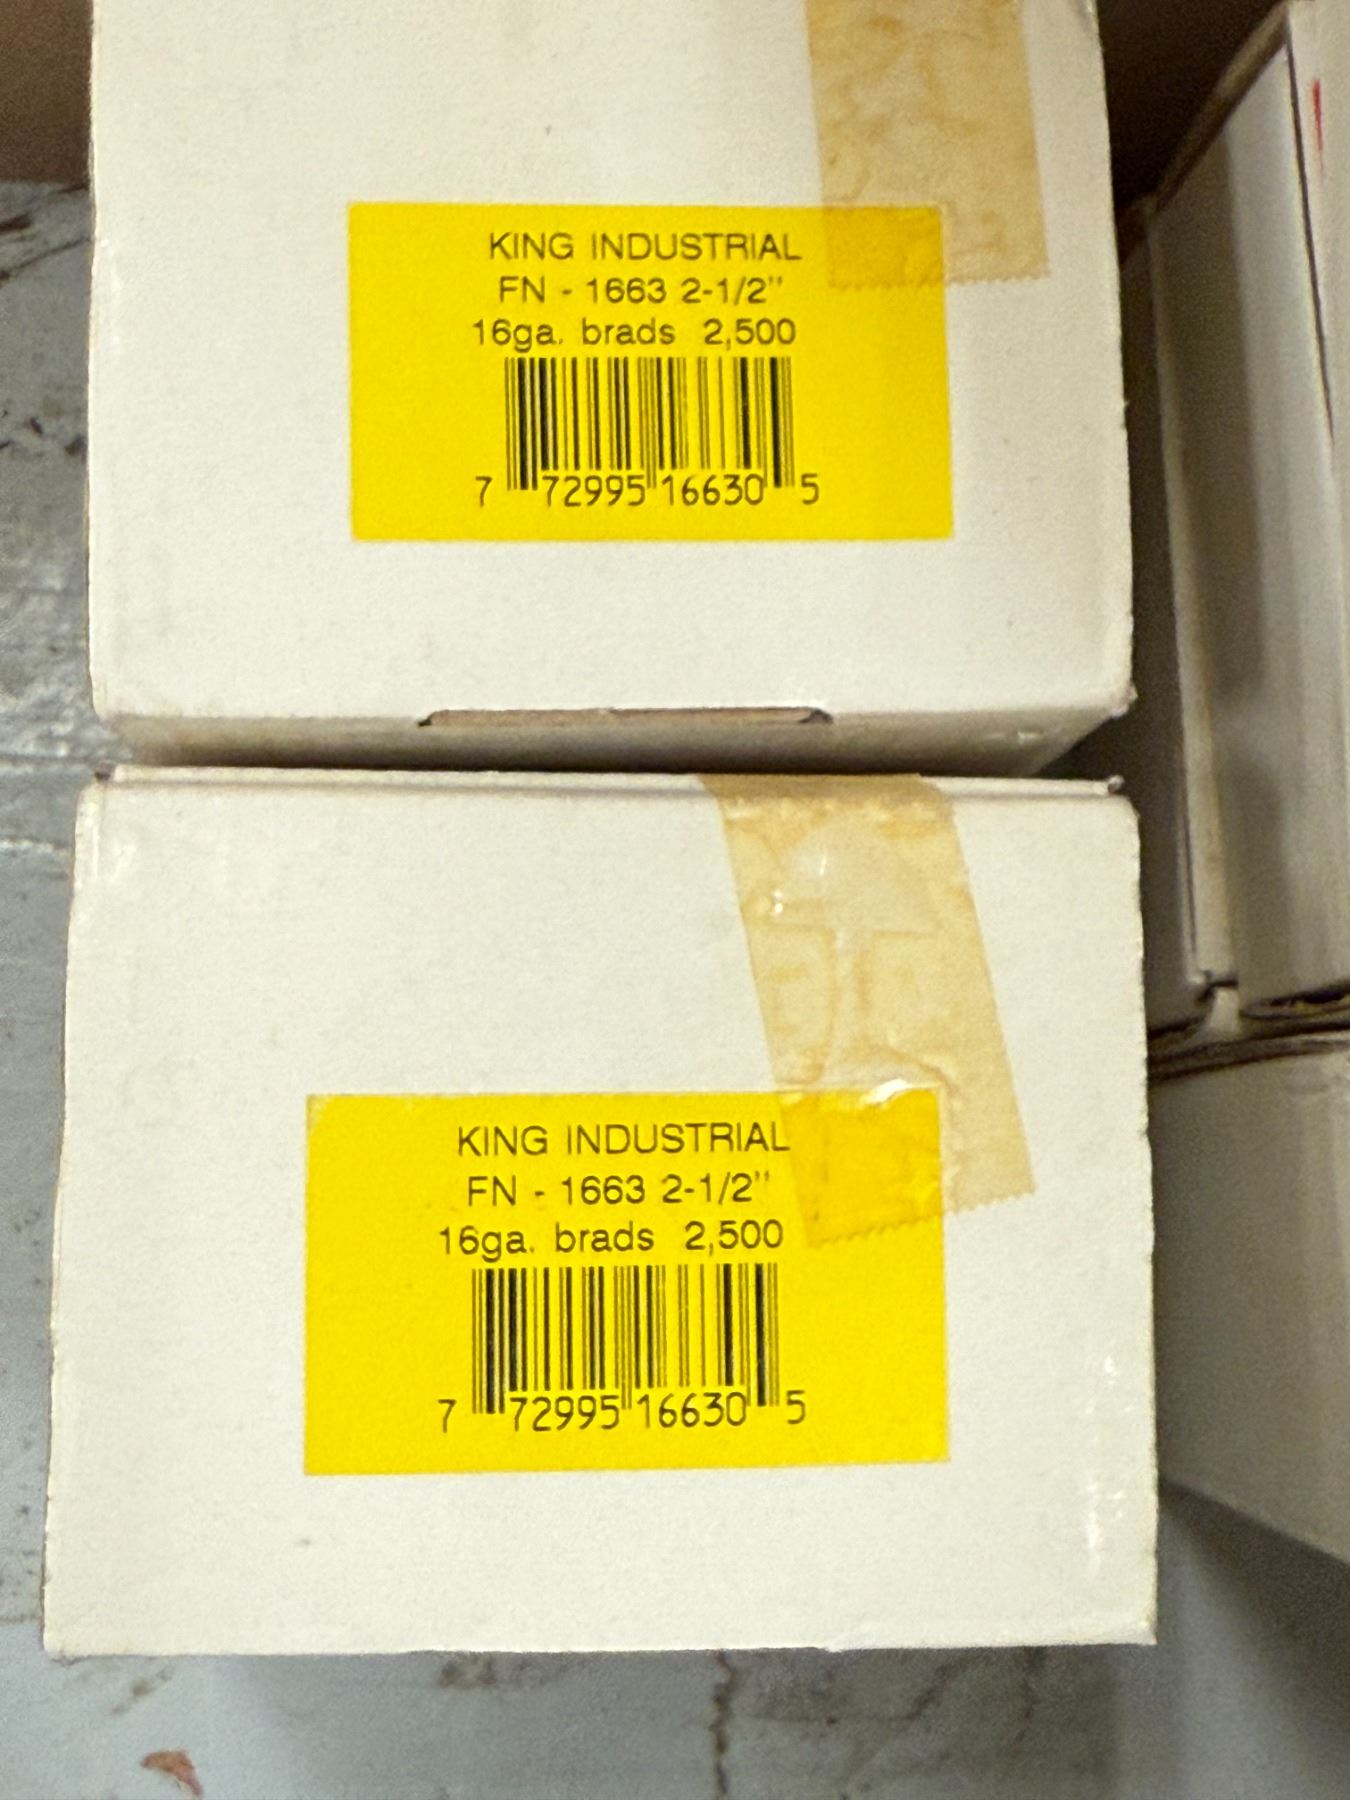 KING INDUSTRIAL
FN - 1663 2-1/2"
16ga. brads 2,500
7 72995 16630 5
KING INDUSTRIAL
FN - 1663 2-1/2"
16ga. brads 2,500
7 72995 16630 5